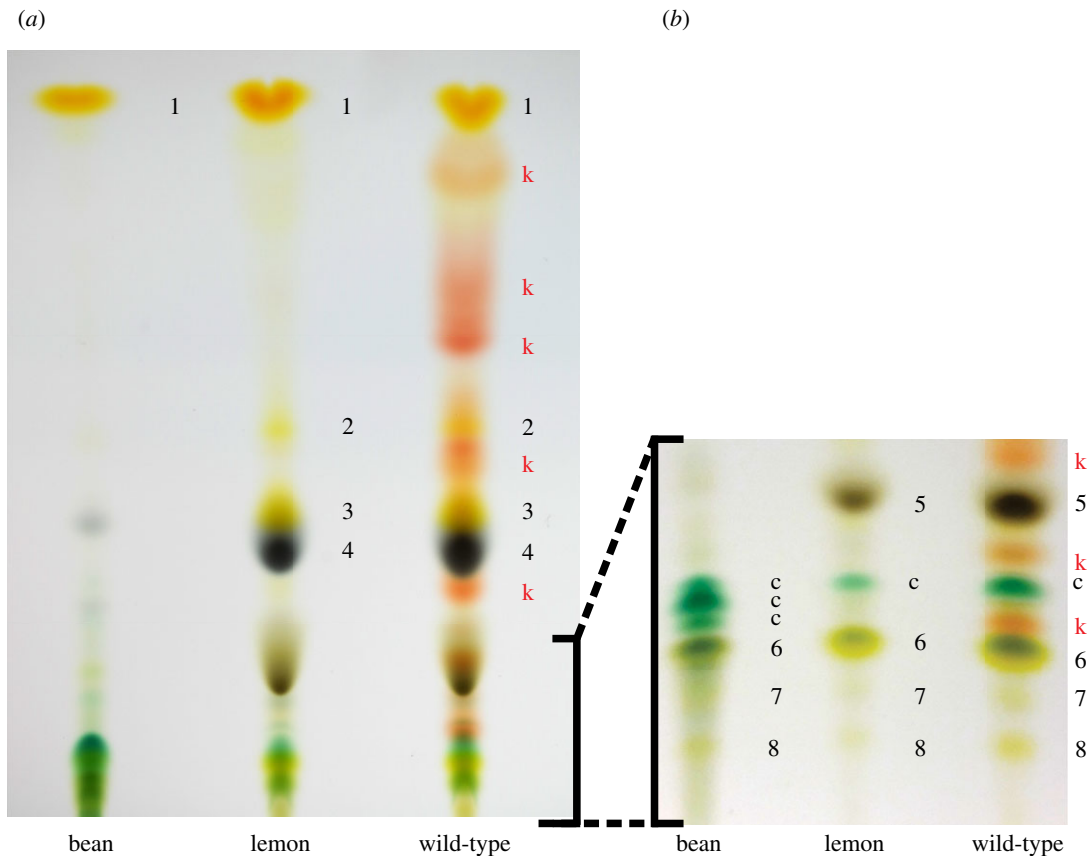 (a) (b)
1 1 1
k
k
k
2 2
k
3 3
4 4
k
bean lemon wild-type
k
5 5
k
c c c
c
c k
6 6 6
7 7 7
8 8 8
bean lemon wild-type